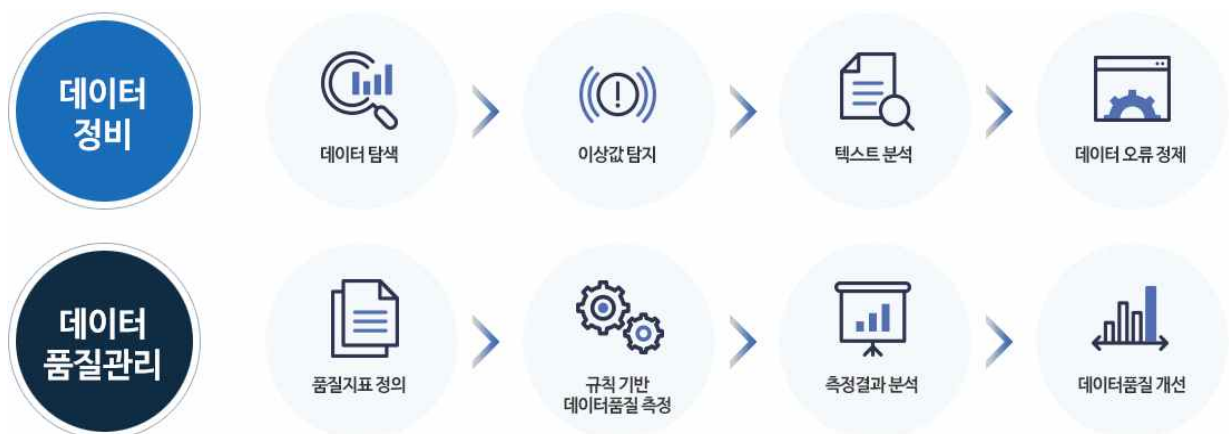 데이터
정비
데이터 탐색
이상값 탐지
텍스트 분석
데이터 오류 정제
데이터
품질관리
품질지표 정의
규칙 기반
데이터품질 측정
측정결과 분석
데이터품질 개선